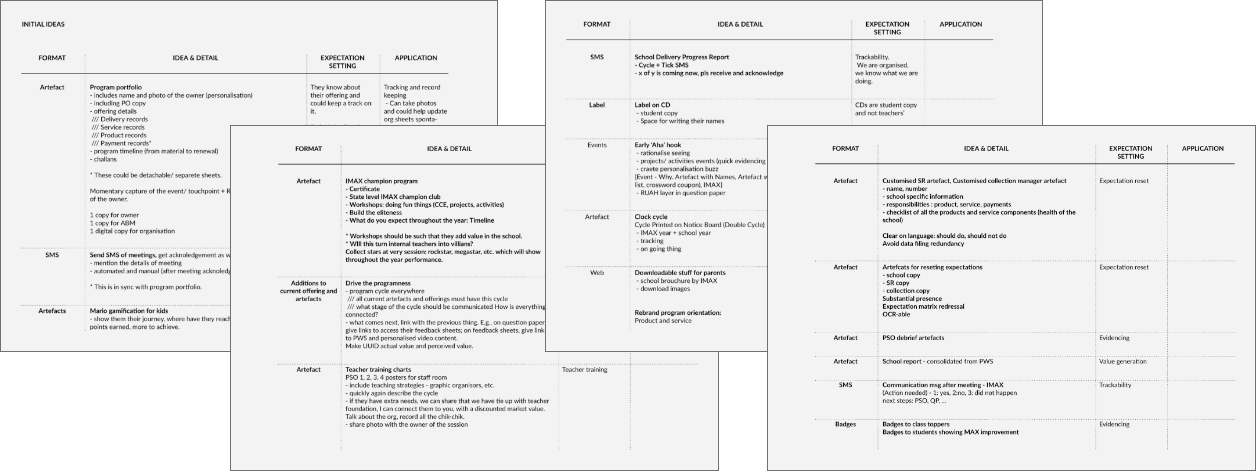 INITIAL IDEAS
FORMAT
IDEA & DETAIL
EXPECTATION
SETTING
APPLICATION
Artefact
Program portfolio
- includes name and photo of the owner (personalisation)
- including PO copy
- offering details
/// Delivery records
/// Service records
/// Product records
/// Payment records*
- program timeline (from material to renewal)
- challans
* These could be detachable/ separate sheets.
Momentary capture of the event/ touchpoint + R
of the owner.
1 copy for owner
1 copy for ABM
1 digital copy for organisation
They know about
their offering and
could keep a track on
it.
Tracking and record
keeping
- Can take photos
and could help update
org sheets sponta-
SMS
Send SMS of meetings, get acknoledgement as w
- mention the details of meeting
- automated and manual (after meeting acknoledg
* This is in sync with program portfolio.
Artefacts
Mario gamification for kids
- show them their journey, where have they reach
points earned, more to achieve.
FORMAT
IDEA & DETAIL
Artefact
IMAX champion program
- Certificate
- State level IMAX champion club
- Workshops: doing fun things (CCE, projects, activities)
- Build the eliteness
- What do you expect throughout the year: Timeline
* Workshops should be such that they add value in the school.
* Will this turn internal teachers into villians?
Collect stars at very session: rockstar, megastar, etc. which will show
throughout the year performance.
Additions to
current offering and
artefacts
Drive the programness
- program cycle everywhere
/// all current artefacts and offerings must have this cycle
/// what stage of the cycle should be communicated How is everything
connected?
- what comes next, link with the previous thing. E.g., on question paper
give links to access their feedback sheets; on feedback sheets, give link
to PWS and personalised video content.
Make UUID actual value and perceived value.
Artefact
Teacher training charts
PSO 1, 2, 3, 4 posters for staff room
- include teaching strategies - graphic organisors, etc.
- quickly again describe the cycle
- if they have extra needs, we can share that we have tie up with teacher
foundation, I can connect them to you, with a discounted market value.
Talk about the org, record all the chik-chik.
- share photo with the owner of the session
Teacher training
FORMAT
IDEA & DETAIL
EXPECTATION
SETTING
APPLICATION
SMS
School Delivery Progress Report
- Cycle + Tick SMS
- x of y is coming now, pls receive and acknowledge
Trackability.
We are organised,
we know what we are
doing.
Label
Label on CD
- student copy
- Space for writing their names
CDs are student copy
and not teachers'
Events
Early 'Aha' hook
- rationalise seeing
- projects/ activities events (quick evidencing
- craete personalisation buzz
(Event - Why, Artefact with Names, Artefact w
list, crossword coupon), IMAX)
- RUAH layer in question paper
Artefact
Clock cycle
Cycle Printed on Notice Board (Double Cycle)
- IMAX year + school year
- tracking
- on going thing
Web
Downloadable stuff for parents
- school brouchure by IMAX
- download images
Rebrand program orientation:
Product and service
FORMAT
IDEA & DETAIL
EXPECTATION
SETTING
APPLICATION
Artefact
Customised SR artefact, Customised collection manager artefact
- name, number
- school specific information
- responsibilities : product, service, payments
- checklist of all the products and service components (health of the
school)
Clear on language: should do, should not do
Avoid data filing redundancy
Expectation reset
Artefact
Artefcats for reseting expectations
- school copy
- SR copy
- collection copy
Substantial presence
Expectation matrix redressal
OCR-able
Expectation reset
Artefact
PSO debrief artefacts
Evidencing
Artefact
School report - consolidated from PWS
Value generation
SMS
Communication msg after meeting - IMAX
(Action needed) - 1: yes, 2:no, 3: did not happen
next steps: PSO, QP, ...
Trackability
Badges
Badges to class toppers
Badges to students showing MAX improvement
Evidencing